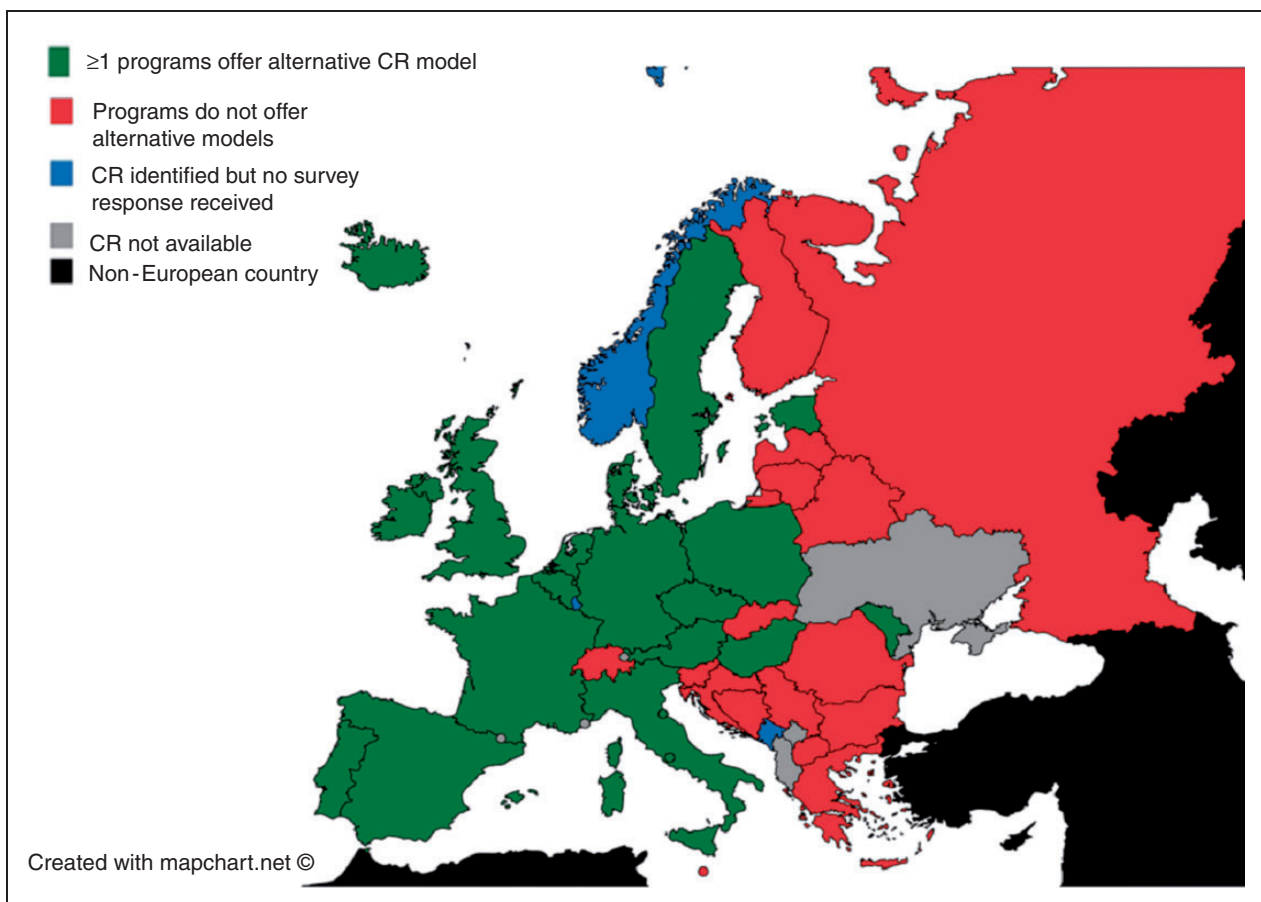 ≥1 programs offer alternative CR model
Programs do not offer
alternative models
CR identified but no survey
response received
CR not available
Non-European country
Created with mapchart.net ©